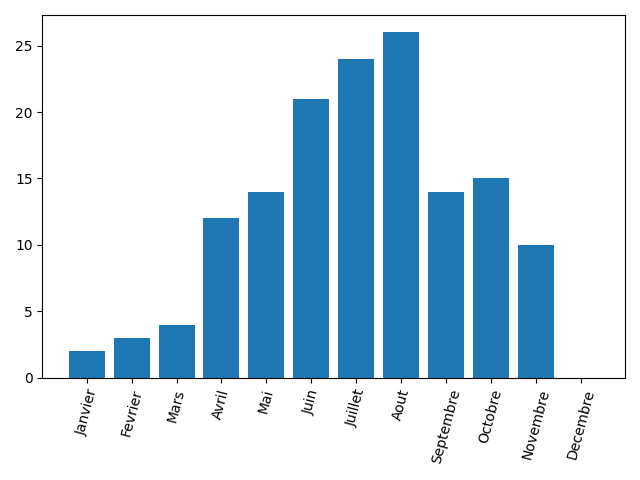 25
20
15
10
5
0
Janvier
Fevrier
Mars
Avril
Mai
Juin
Juillet
Aout
Septembre
Octobre
Novembre
Decembre